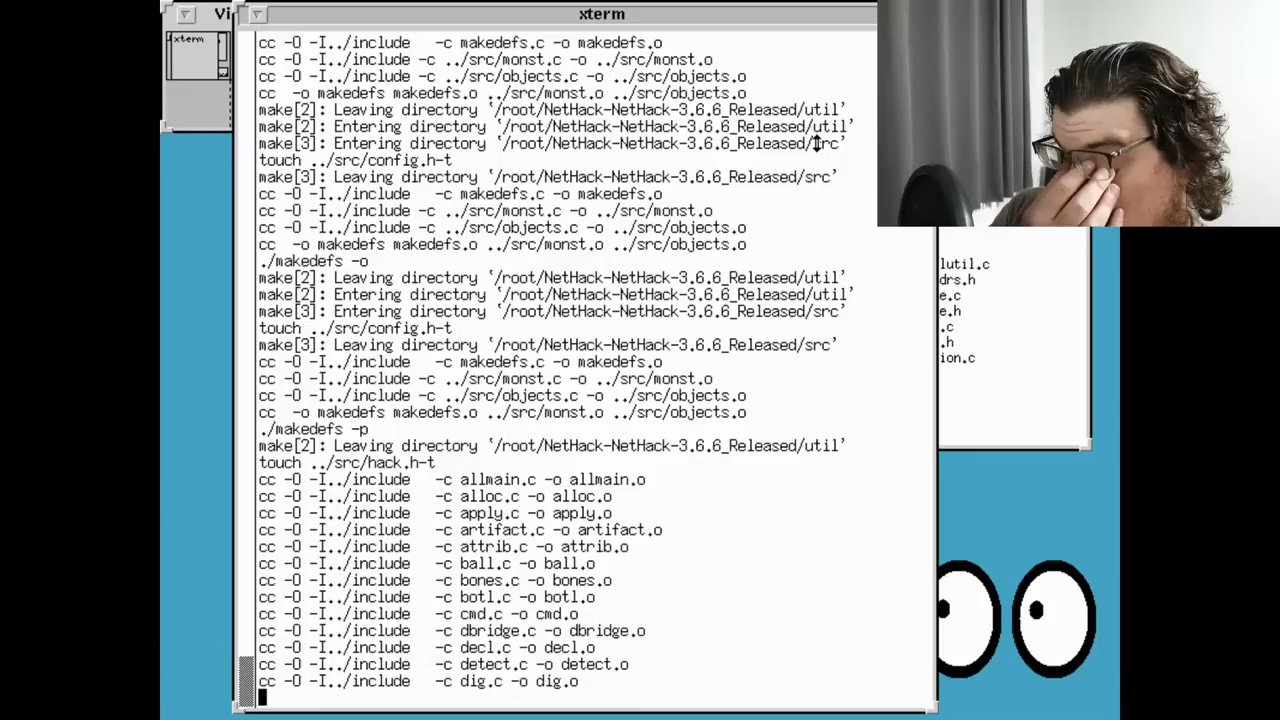 Vi
xterm
xterm
cc -O -I../include   -c makedefs.c -o makedefs.o
cc -O -I../include -c ../src/monst.c -o ../src/monst.o
cc -O -I../include -c ../src/objects.c -o ../src/objects.o
cc  -o makedefs makedefs.o ../src/monst.o ../src/objects.o
make[2]: Leaving directory '/root/NetHack-NetHack-3.6.6_Released/util'
make[2]: Entering directory '/root/NetHack-NetHack-3.6.6_Released/util'
make[3]: Entering directory '/root/NetHack-NetHack-3.6.6_Released/src'
touch ../src/config.h-t
make[3]: Leaving directory '/root/NetHack-NetHack-3.6.6_Released/src'
cc -O -I../include   -c makedefs.c -o makedefs.o
cc -O -I../include -c ../src/monst.c -o ../src/monst.o
cc -O -I../include -c ../src/objects.c -o ../src/objects.o
cc  -o makedefs makedefs.o ../src/monst.o ../src/objects.o
./makedefs -o
make[2]: Leaving directory '/root/NetHack-NetHack-3.6.6_Released/util'
make[2]: Entering directory '/root/NetHack-NetHack-3.6.6_Released/util'
make[3]: Entering directory '/root/NetHack-NetHack-3.6.6_Released/src'
touch ../src/config.h-t
make[3]: Leaving directory '/root/NetHack-NetHack-3.6.6_Released/src'
cc -O -I../include   -c makedefs.c -o makedefs.o
cc -O -I../include -c ../src/monst.c -o ../src/monst.o
cc -O -I../include -c ../src/objects.c -o ../src/objects.o
cc  -o makedefs makedefs.o ../src/monst.o ../src/objects.o
./makedefs -p
make[2]: Leaving directory '/root/NetHack-NetHack-3.6.6_Released/util'
touch ../src/hack.h-t
cc -O -I../include   -c allmain.c -o allmain.o
cc -O -I../include   -c alloc.c -o alloc.o
cc -O -I../include   -c apply.c -o apply.o
cc -O -I../include   -c artifact.c -o artifact.o
cc -O -I../include   -c attrib.c -o attrib.o
cc -O -I../include   -c ball.c -o ball.o
cc -O -I../include   -c bones.c -o bones.o
cc -O -I../include   -c botl.c -o botl.o
cc -O -I../include   -c cmd.c -o cmd.o
cc -O -I../include   -c dbridge.c -o dbridge.o
cc -O -I../include   -c decl.c -o decl.o
cc -O -I../include   -c detect.c -o detect.o
cc -O -I../include   -c dig.c -o dig.o
lutil.c
drs.h
e.c
e.h
.c
.h
ion.c